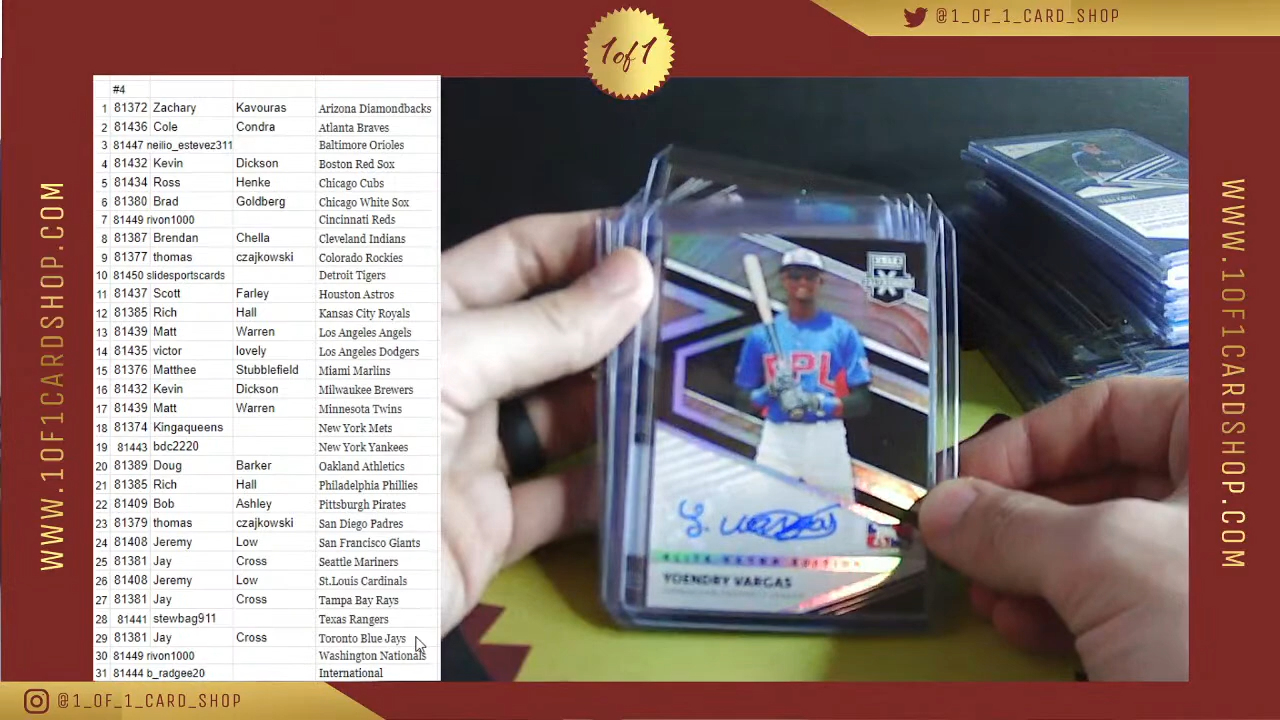 @1_OF_1_CARD_SHOP
1 of 1
#4
1 81372 Zachary Kavouras Arizona Diamondbacks
2 81436 Cole Condra Atlanta Braves
3 81447 neilio_estevez311 Baltimore Orioles
4 81432 Kevin Dickson Boston Red Sox
5 81434 Ross Henke Chicago Cubs
6 81380 Brad Goldberg Chicago White Sox
7 81449 rivon1000 Cincinnati Reds
8 81387 Brendan Chella Cleveland Indians
9 81377 thomas czajkowski Colorado Rockies
10 81450 slidesportscards Detroit Tigers
11 81437 Scott Farley Houston Astros
12 81385 Rich Hall Kansas City Royals
13 81439 Matt Warren Los Angeles Angels
14 81435 victor lovely Los Angeles Dodgers
15 81376 Matthee Stubblefield Miami Marlins
16 81432 Kevin Dickson Milwaukee Brewers
17 81439 Matt Warren Minnesota Twins
18 81374 Kingaqueens New York Mets
19 81443 bdc2220 New York Yankees
20 81389 Doug Barker Oakland Athletics
21 81385 Rich Hall Philadelphia Phillies
22 81409 Bob Ashley Pittsburgh Pirates
23 81379 thomas czajkowski San Diego Padres
24 81408 Jeremy Low San Francisco Giants
25 81381 Jay Cross Seattle Mariners
26 81408 Jeremy Low St.Louis Cardinals
27 81381 Jay Cross Tampa Bay Rays
28 81441 stewbag911 Texas Rangers
29 81381 Jay Cross Toronto Blue Jays
30 81449 rivon1000 Washington Nationals
31 81444 b_radgee20 International
WWW.1OF1CARDSHOP.COM
ELITE
X
DPL
ELITE EXTRA EDITION
YOENDRY VARGAS
WWW.1OF1CARDSHOP.COM
@1_OF_1_CARD_SHOP